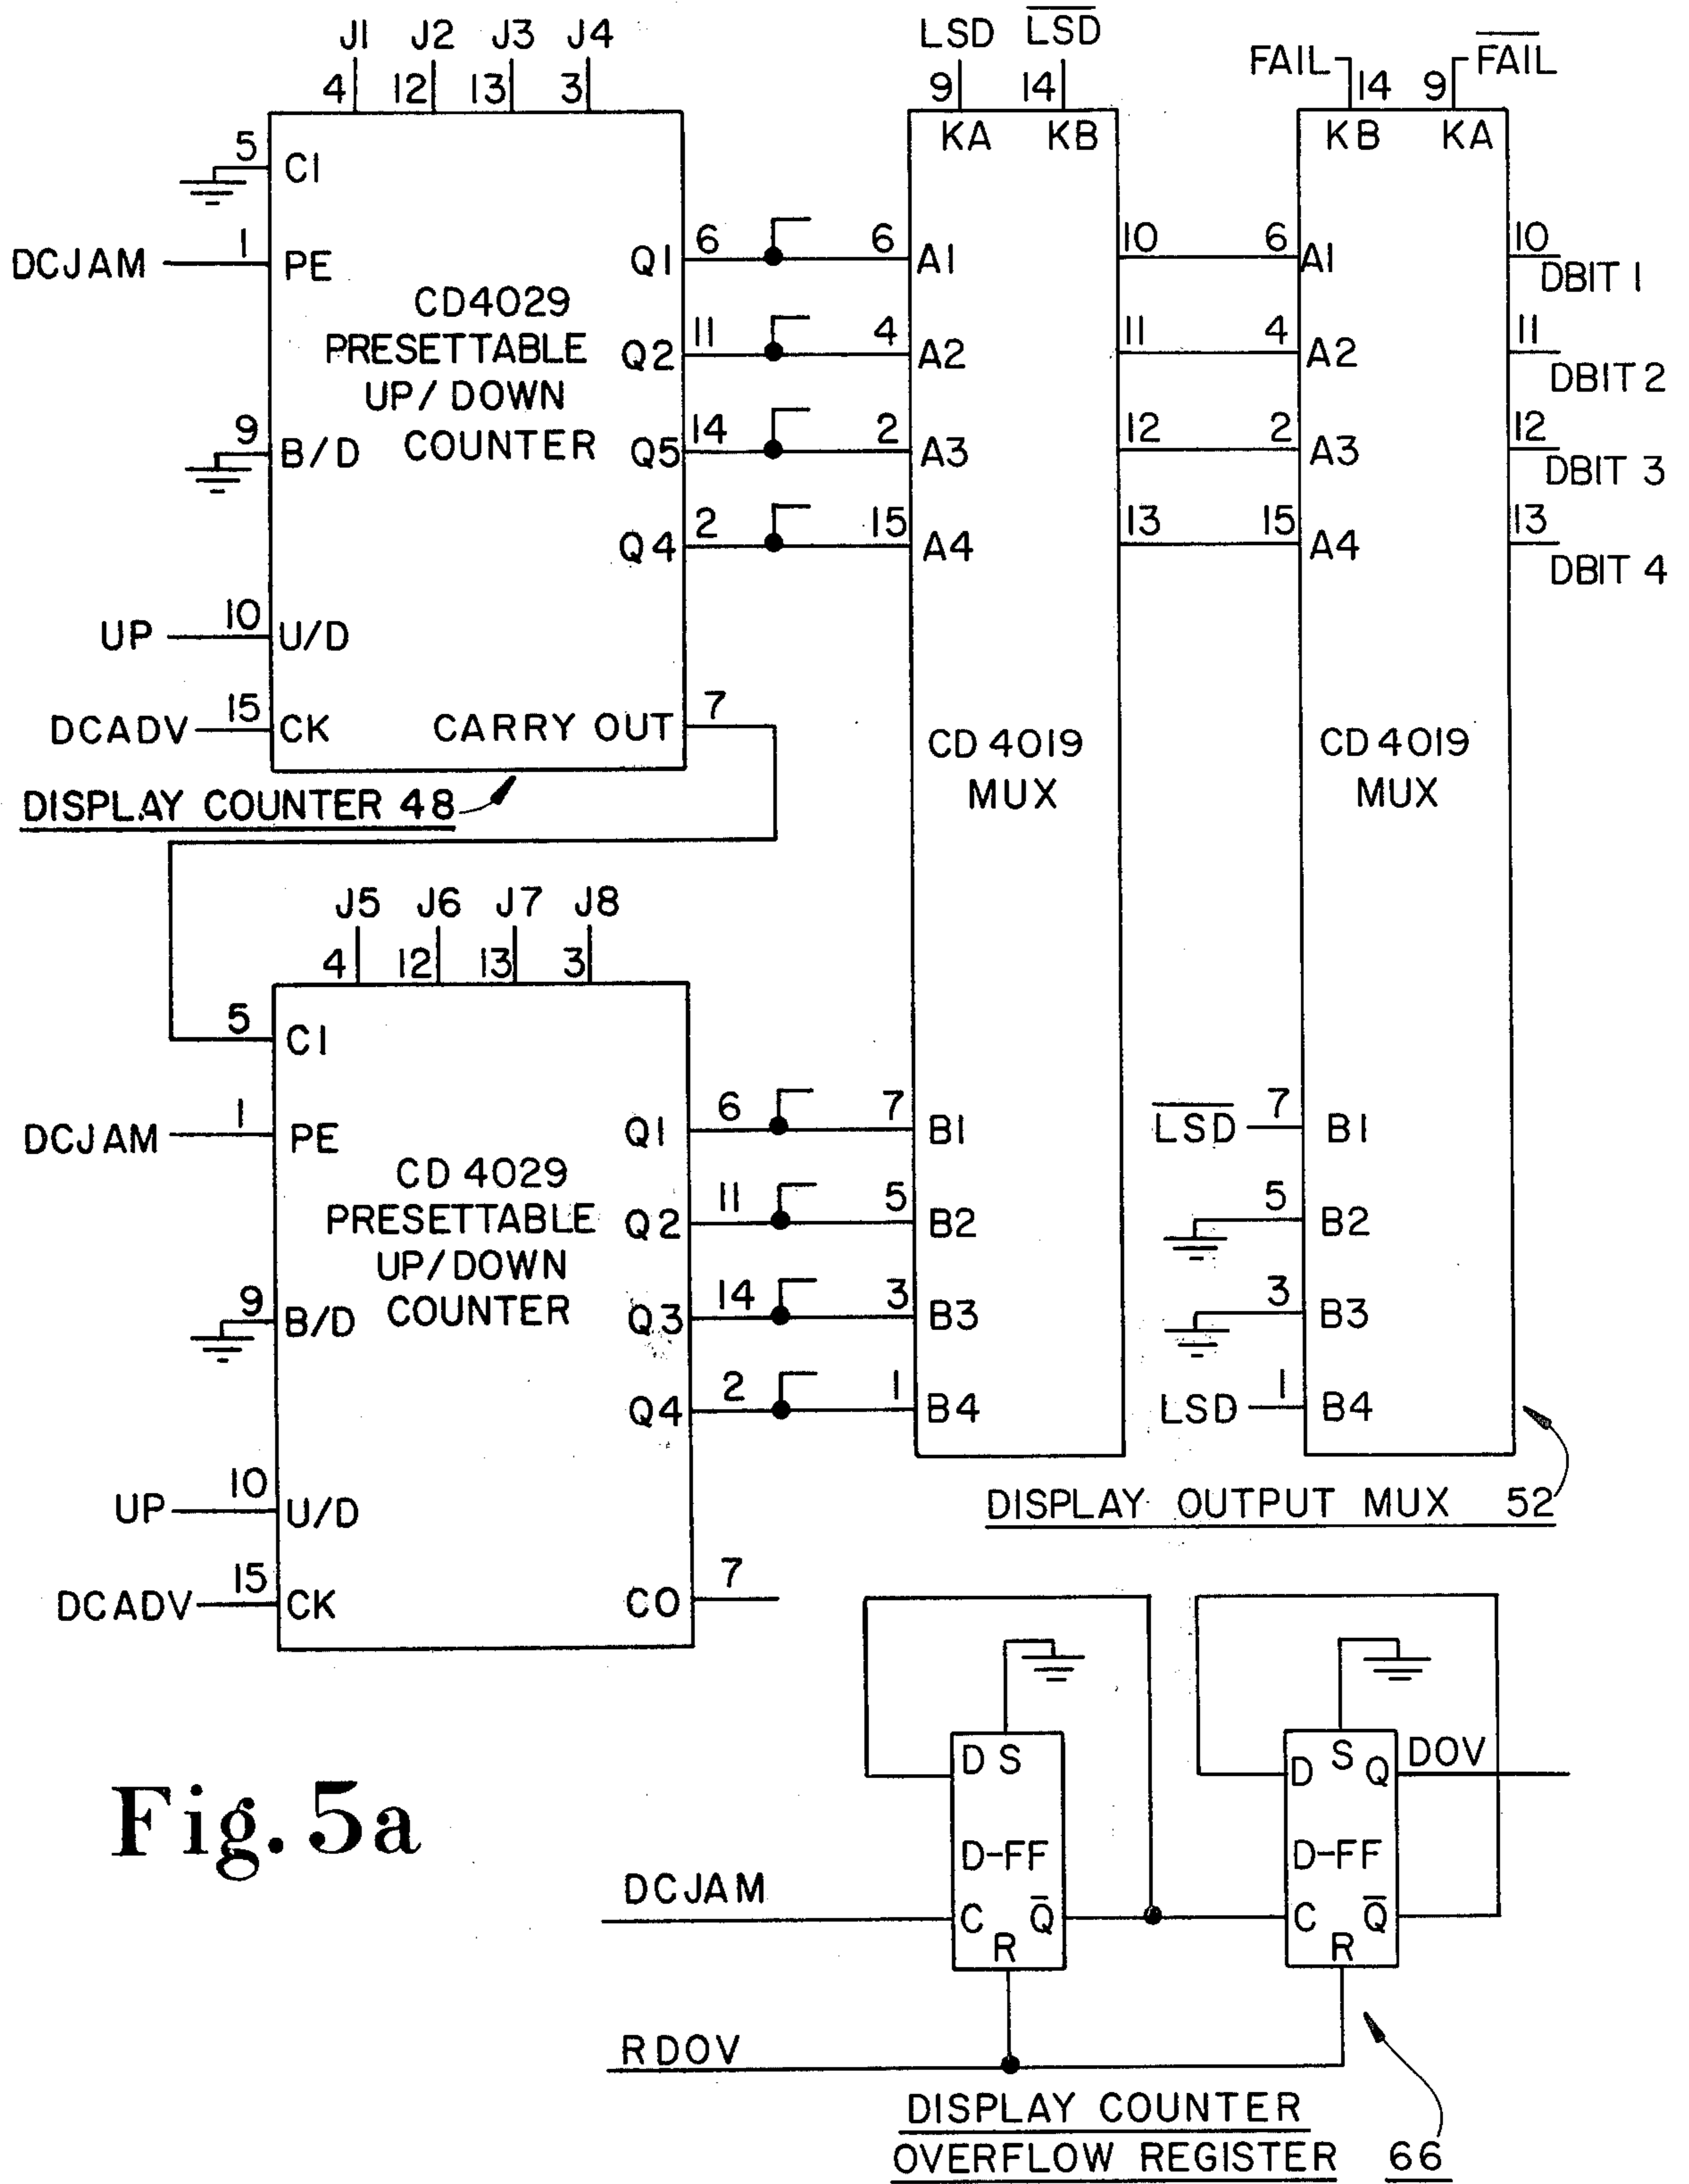 J1 J2 J3 J4
4 12 13 3
5 C1
DCJAM 1 PE
CD4029
PRESETTABLE
UP/DOWN
COUNTER
9 B/D
UP 10 U/D
DCADV 15 CK
Q1 6
Q2 11
Q5 14
Q4 2
CARRY OUT 7
DISPLAY COUNTER 48
LSD L̅S̅D̅
9 14
KA KB
6 A1 10
4 A2 11
2 A3 12
15 A4 13
CD 4019
MUX
7 B1
5 B2
3 B3
1 B4
FAIL F̅A̅I̅L̅
14 9
KB KA
6 A1 10 DBIT 1
4 A2 11 DBIT 2
2 A3 12 DBIT 3
15 A4 13 DBIT 4
CD 4019
MUX
L̅S̅D̅ 7 B1
5 B2
3 B3
LSD 1 B4
DISPLAY OUTPUT MUX 52
J5 J6 J7 J8
4 12 13 3
5 C1
DCJAM 1 PE
CD 4029
PRESETTABLE
UP/DOWN
COUNTER
9 B/D
UP 10 U/D
DCADV 15 CK
Q1 6
Q2 11
Q3 14
Q4 2
CO 7
D S
D-FF
DCJAM C Q̅
R
D S Q DOV
D-FF
C Q̅
R
RDOV
DISPLAY COUNTER
OVERFLOW REGISTER 66
Fig. 5a